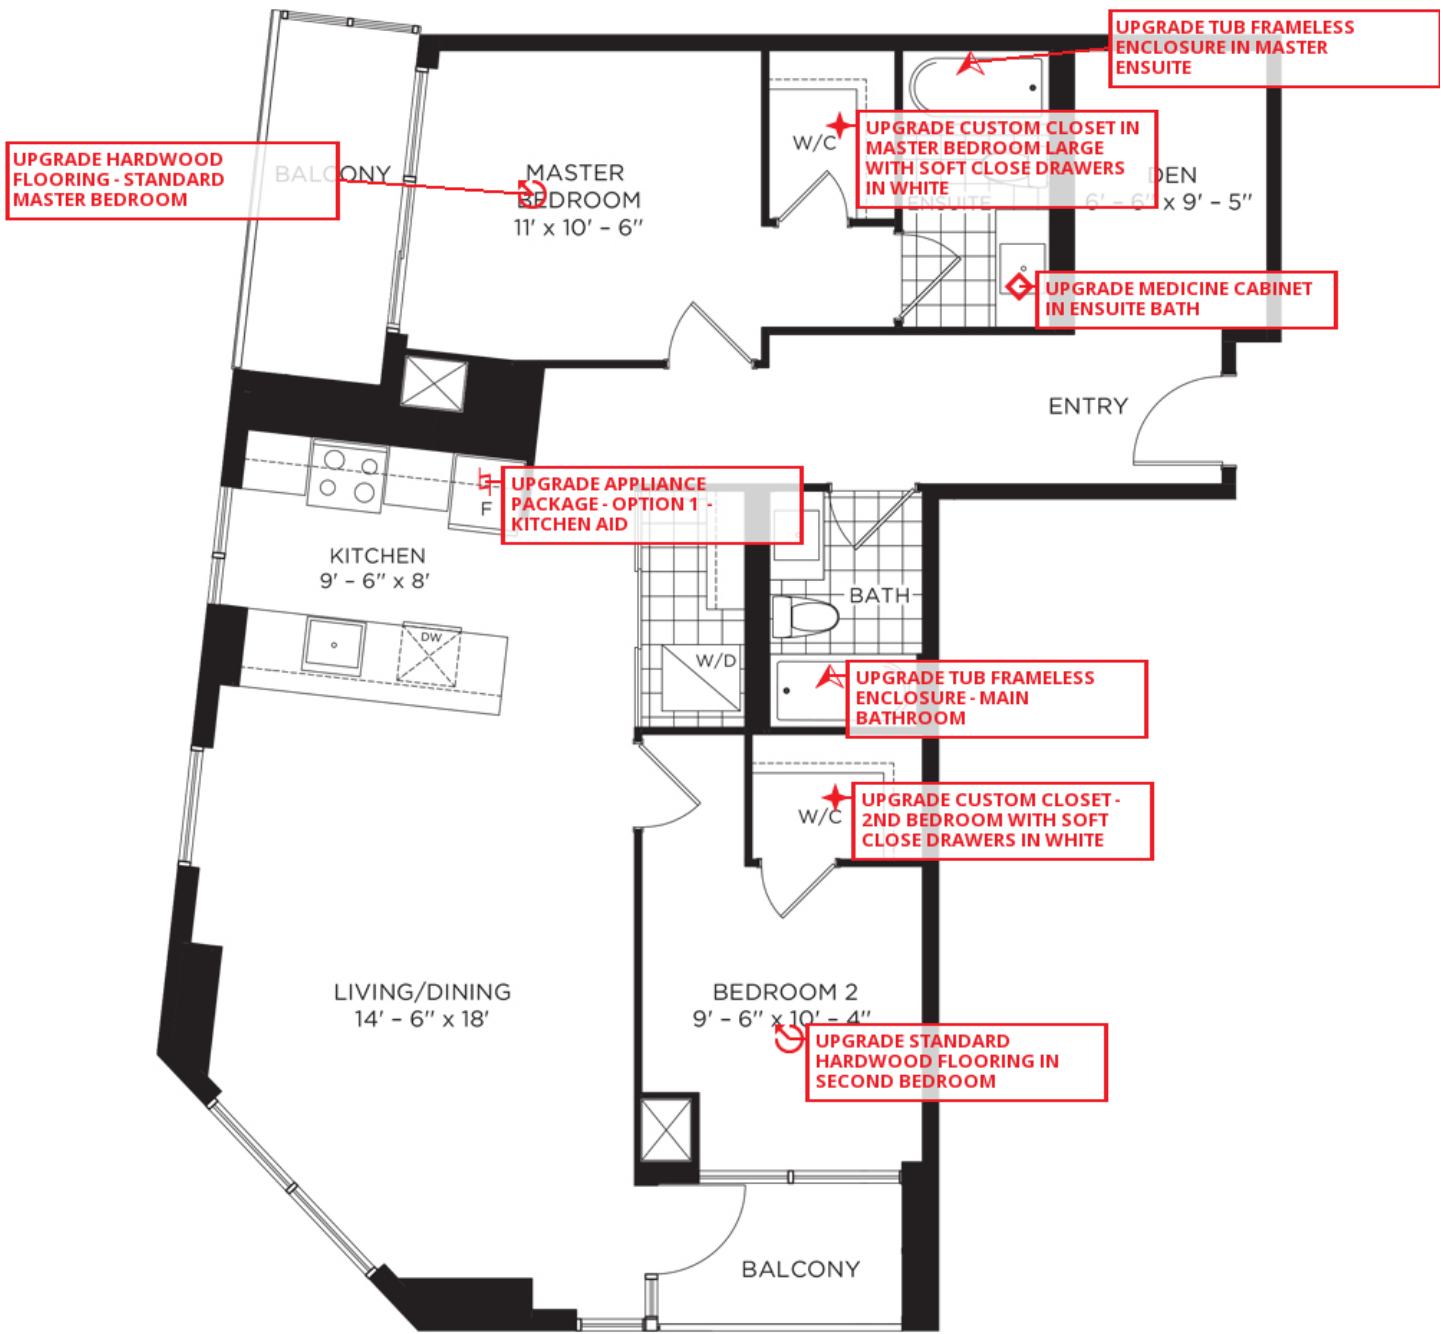 UPGRADE TUB FRAMELESS
ENCLOSURE IN MASTER
ENSUITE
UPGRADE HARDWOOD
FLOORING - STANDARD
MASTER BEDROOM
BALCONY
MASTER
BEDROOM
11' x 10' - 6"
W/C
UPGRADE CUSTOM CLOSET IN
MASTER BEDROOM LARGE
WITH SOFT CLOSE DRAWERS
IN WHITE
ENSUITE
DEN
6' - 6" x 9' - 5"
UPGRADE MEDICINE CABINET
IN ENSUITE BATH
ENTRY
UPGRADE APPLIANCE
PACKAGE - OPTION 1 -
KITCHEN AID
F
KITCHEN
9' - 6" x 8'
DW
W/D
BATH
UPGRADE TUB FRAMELESS
ENCLOSURE - MAIN
BATHROOM
W/C
UPGRADE CUSTOM CLOSET -
2ND BEDROOM WITH SOFT
CLOSE DRAWERS IN WHITE
LIVING/DINING
14' - 6" x 18'
BEDROOM 2
9' - 6" x 10' - 4"
UPGRADE STANDARD
HARDWOOD FLOORING IN
SECOND BEDROOM
BALCONY